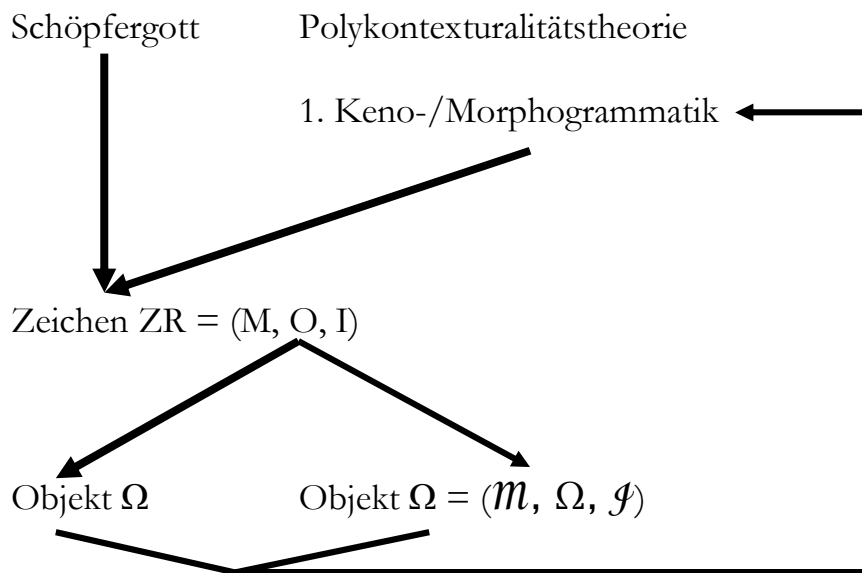 Schöpfergott Polykontexturalitätstheorie
1. Keno-/Morphogrammatik
Zeichen ZR = (M, O, I)
Objekt Ω Objekt Ω = (𝓜, Ω, 𝓘)